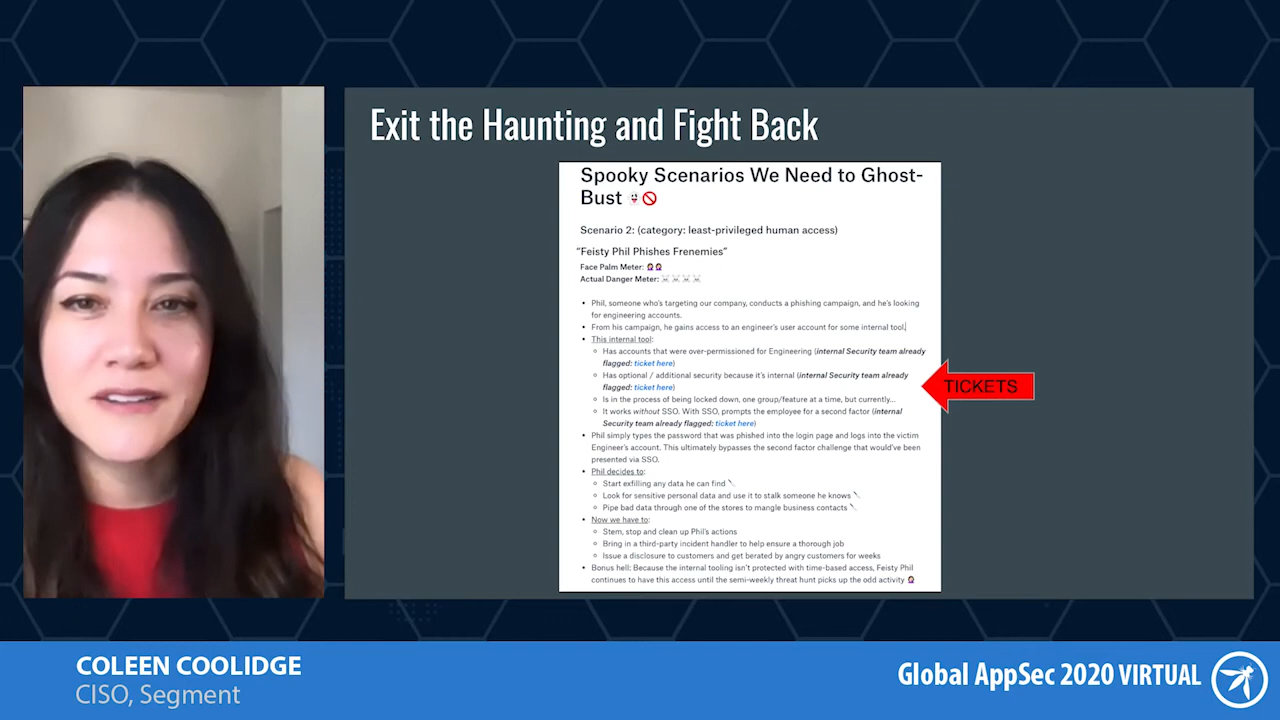 Exit the Haunting and Fight Back
Spooky Scenarios We Need to Ghost-
Bust 👻🚫
Scenario 2: (category: least-privileged human access)
"Feisty Phil Phishes Frenemies"
Face Palm Meter: 🤦🤦
Actual Danger Meter: ☠ ☠ ☠ ☠
• Phil, someone who's targeting our company, conducts a phishing campaign, and he's looking
for engineering accounts.
• From his campaign, he gains access to an engineer's user account for some internal tool.
• This internal tool:
○ Has accounts that were over-permissioned for Engineering (internal Security team already
flagged: ticket here)
○ Has optional / additional security because it's internal (internal Security team already
flagged: ticket here)
TICKETS
○ Is in the process of being locked down, one group/feature at a time, but currently...
○ It works without SSO. With SSO, prompts the employee for a second factor (internal
Security team already flagged: ticket here)
• Phil simply types the password that was phished into the login page and logs into the victim
Engineer's account. This ultimately bypasses the second factor challenge that would've been
presented via SSO.
• Phil decides to:
○ Start exfilling any data he can find 🔪
○ Look for sensitive personal data and use it to stalk someone he knows 🔪
○ Pipe bad data through one of the stores to mangle business contacts 🔪
• Now we have to:
○ Stem, stop and clean up Phil's actions
○ Bring in a third-party incident handler to help ensure a thorough job
○ Issue a disclosure to customers and get berated by angry customers for weeks
• Bonus hell: Because the internal tooling isn't protected with time-based access, Feisty Phil
continues to have this access until the semi-weekly threat hunt picks up the odd activity 🤦
COLEEN COOLIDGE
CISO, Segment
Global AppSec 2020 VIRTUAL